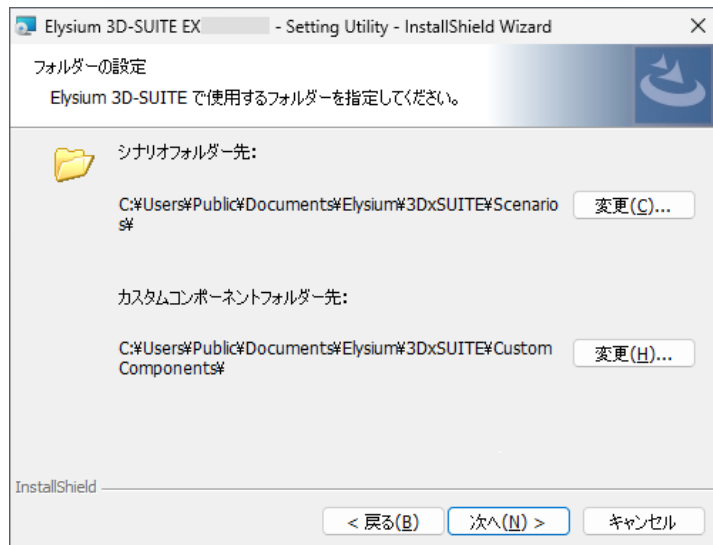 Elysium 3D-SUITE EX - Setting Utility - InstallShield Wizard
フォルダーの設定
Elysium 3D-SUITE で使用するフォルダーを指定してください。
シナリオフォルダー先:
C:¥Users¥Public¥Documents¥Elysium¥3DxSUITE¥Scenario
s¥
変更(C)...
カスタムコンポーネントフォルダー先:
C:¥Users¥Public¥Documents¥Elysium¥3DxSUITE¥Custom
Components¥
変更(H)...
InstallShield
< 戻る(B)
次へ(N) >
キャンセル